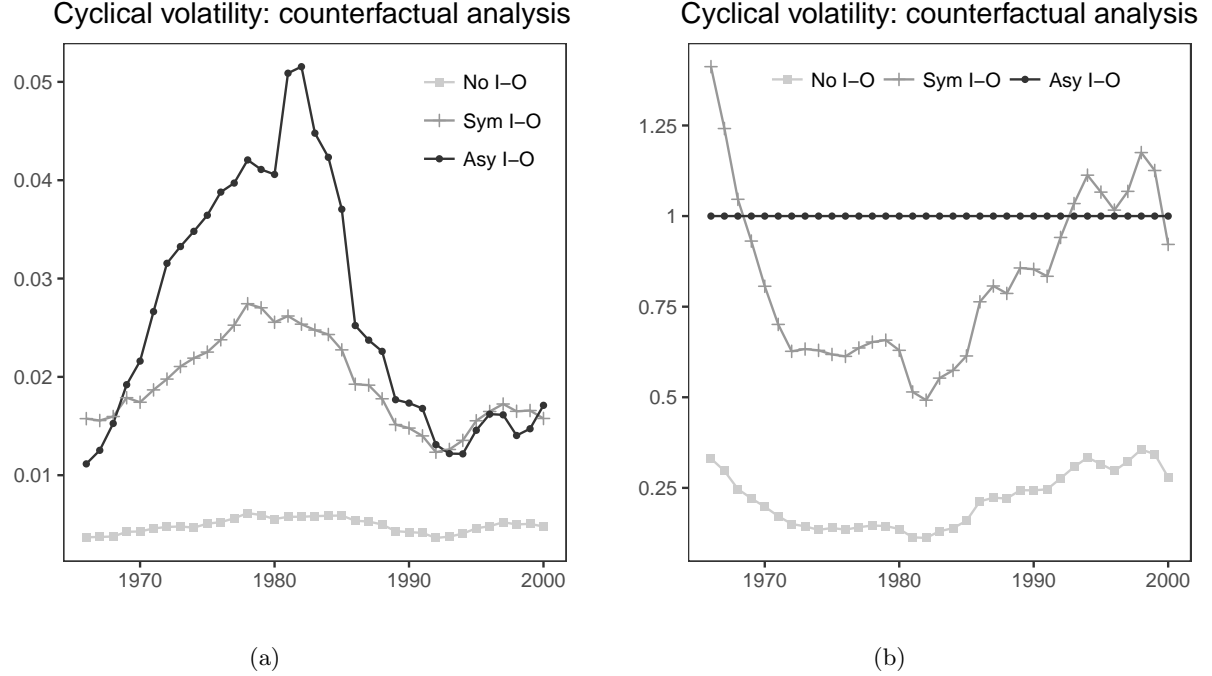 Cyclical volatility: counterfactual analysis
0.05
0.04
0.03
0.02
0.01
No I−O
Sym I−O
Asy I−O
1970 1980 1990 2000
(a)
Cyclical volatility: counterfactual analysis
No I−O Sym I−O Asy I−O
1.25
1
0.75
0.5
0.25
1970 1980 1990 2000
(b)